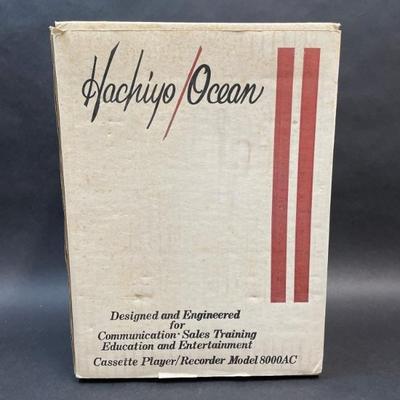 Hachiyo/Ocean
Designed and Engineered
for
Communication · Sales Training
Education and Entertainment
Cassette Player/Recorder Model 8000AC